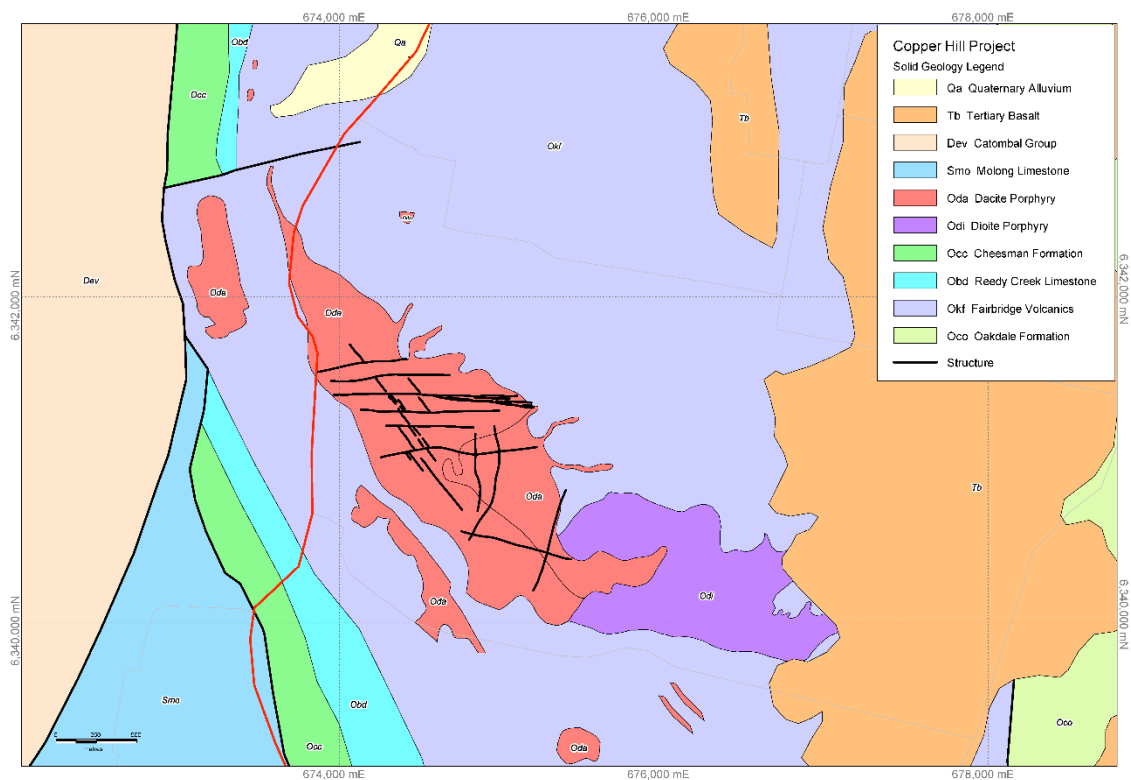 674,000 mE
676,000 mE
678,000 mE
Obd
Qa
Occ
Tb
Okf
Copper Hill Project
Solid Geology Legend
Qa Quaternary Alluvium
Tb Tertiary Basalt
Dev Catombal Group
Smo Molong Limestone
Oda Dacite Porphyry
Odi Dioite Porphyry
Occ Cheesman Formation
Obd Reedy Creek Limestone
Okf Fairbridge Volcanics
Oco Oakdale Formation
Structure
6,342,000 mN
6,342,000 mN
Dev
Oda
Oda
Tb
Oda
Odi
Oda
6,340,000 mN
6,340,000 mN
Smo
Obd
Occ
Oda
Oco
0
250
500
metres
674,000 mE
676,000 mE
678,000 mE